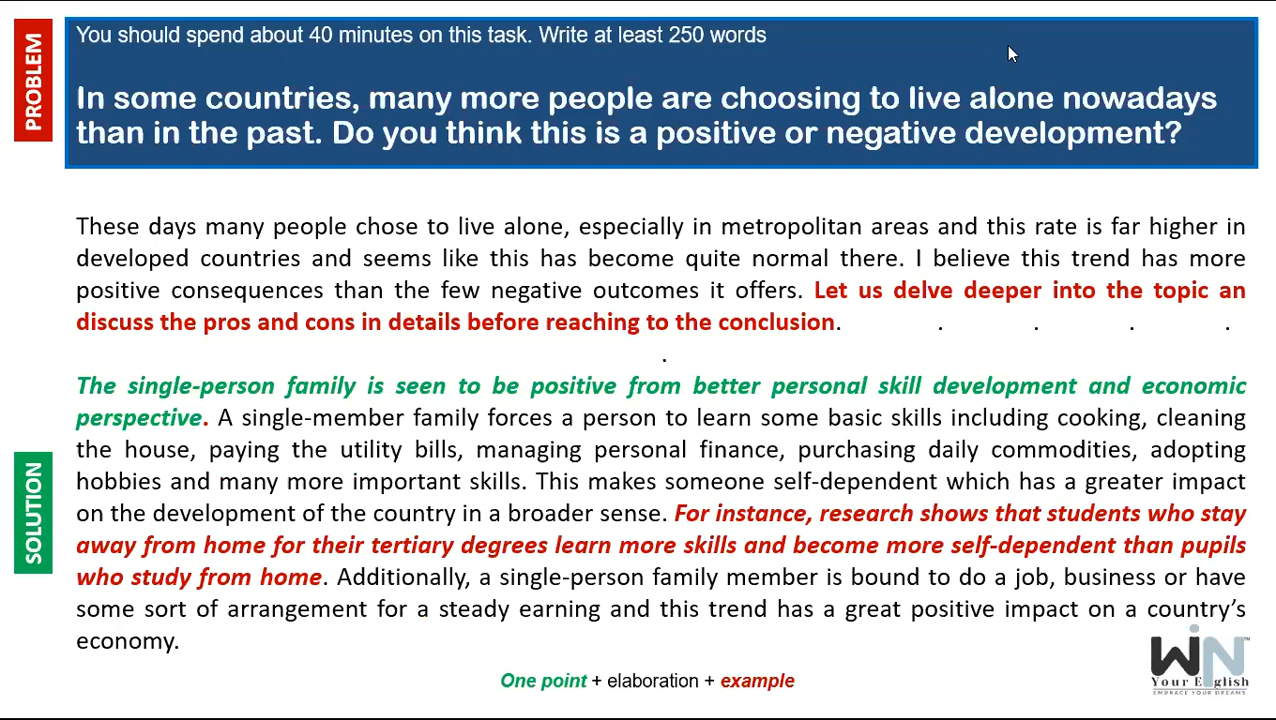 PROBLEM
You should spend about 40 minutes on this task. Write at least 250 words
In some countries, many more people are choosing to live alone nowadays
than in the past. Do you think this is a positive or negative development?
These days many people chose to live alone, especially in metropolitan areas and this rate is far higher in
developed countries and seems like this has become quite normal there. I believe this trend has more
positive consequences than the few negative outcomes it offers. Let us delve deeper into the topic an
discuss the pros and cons in details before reaching to the conclusion. . . . .
.
SOLUTION
The single-person family is seen to be positive from better personal skill development and economic
perspective. A single-member family forces a person to learn some basic skills including cooking, cleaning
the house, paying the utility bills, managing personal finance, purchasing daily commodities, adopting
hobbies and many more important skills. This makes someone self-dependent which has a greater impact
on the development of the country in a broader sense. For instance, research shows that students who stay
away from home for their tertiary degrees learn more skills and become more self-dependent than pupils
who study from home. Additionally, a single-person family member is bound to do a job, business or have
some sort of arrangement for a steady earning and this trend has a great positive impact on a country's
economy.
One point + elaboration + example
WiN
Your English
EMBRACE YOUR DREAMS